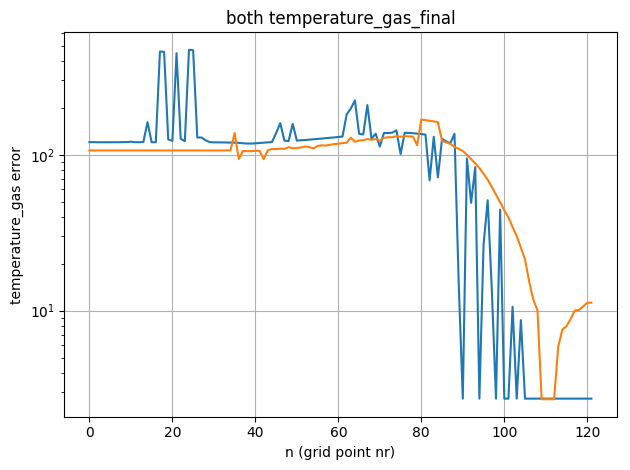 both temperature_gas_final
temperature_gas error
10²
10¹
0 20 40 60 80 100 120
n (grid point nr)